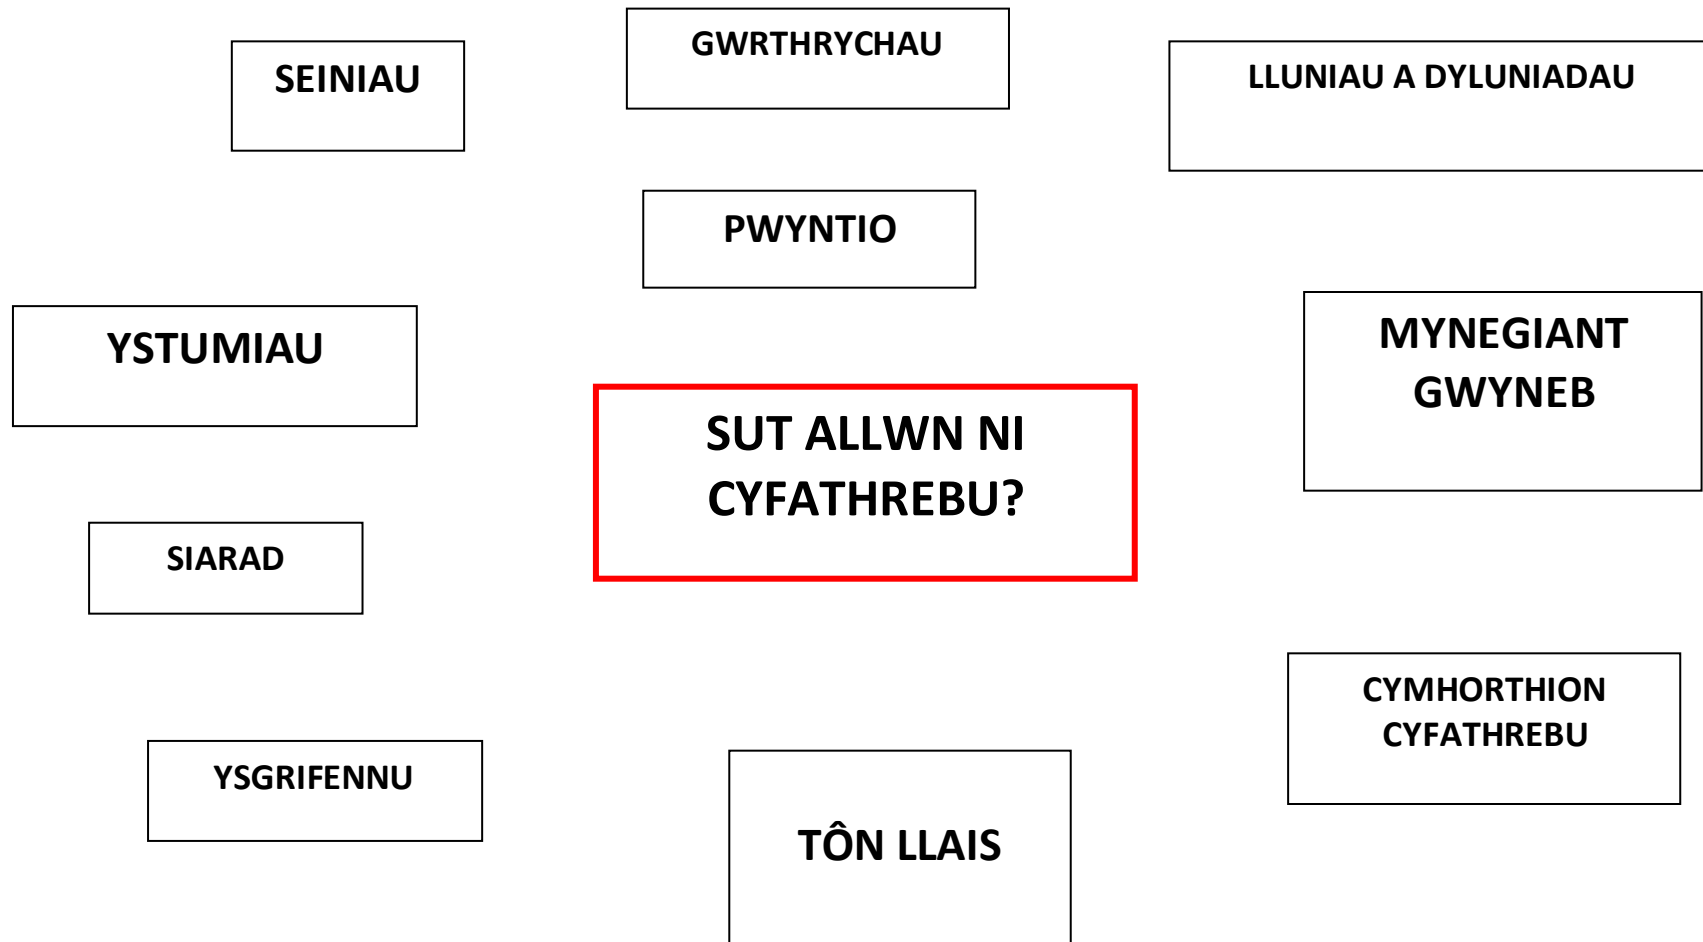 SEINIAU
GWRTHRYCHAU
LLUNIAU A DYLUNIADAU
PWYNTIO
YSTUMIAU
MYNEGIANT
GWYNEB
SUT ALLWN NI
CYFATHREBU?
SIARAD
CYMHORTHION
CYFATHREBU
YSGRIFENNU
TÔN LLAIS